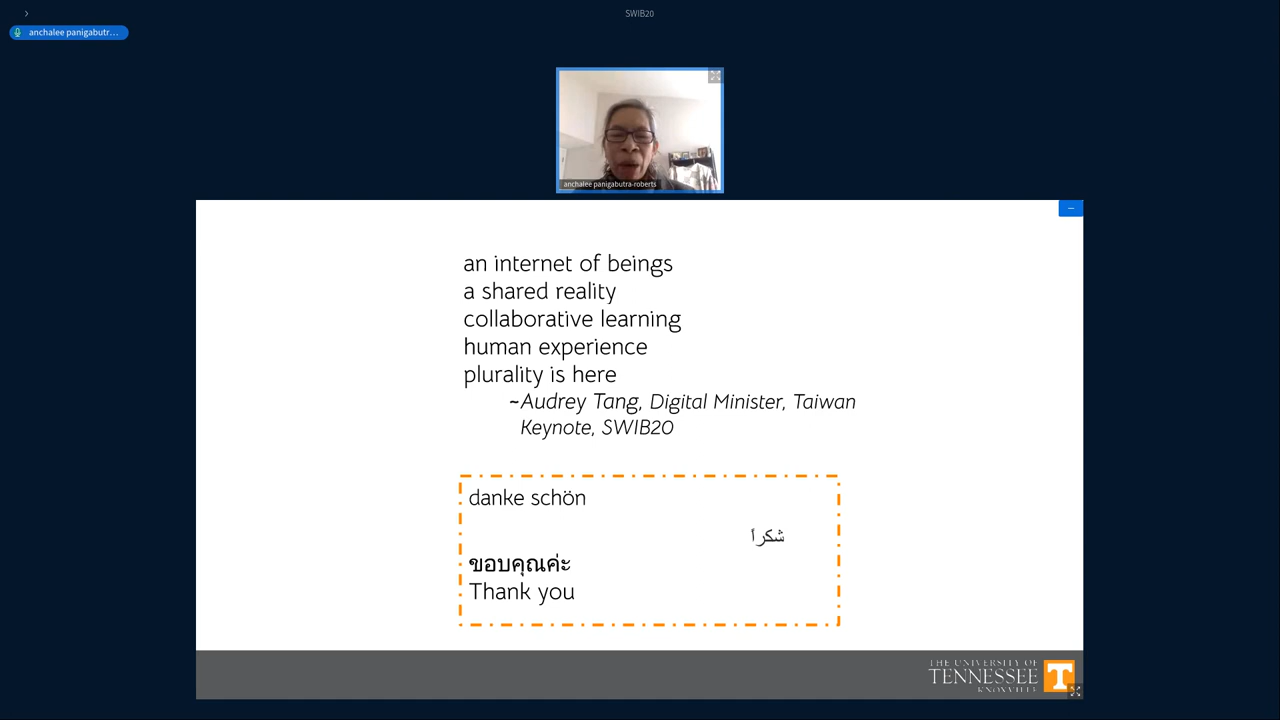 SWIB20
anchalee panigabutr...
anchalee panigabutra-roberts
an internet of beings
a shared reality
collaborative learning
human experience
plurality is here
~Audrey Tang, Digital Minister, Taiwan
Keynote, SWIB20
danke schön
شكراً
ขอบคุณค่ะ
Thank you
THE UNIVERSITY OF
TENNESSEE
KNOXVILLE
T